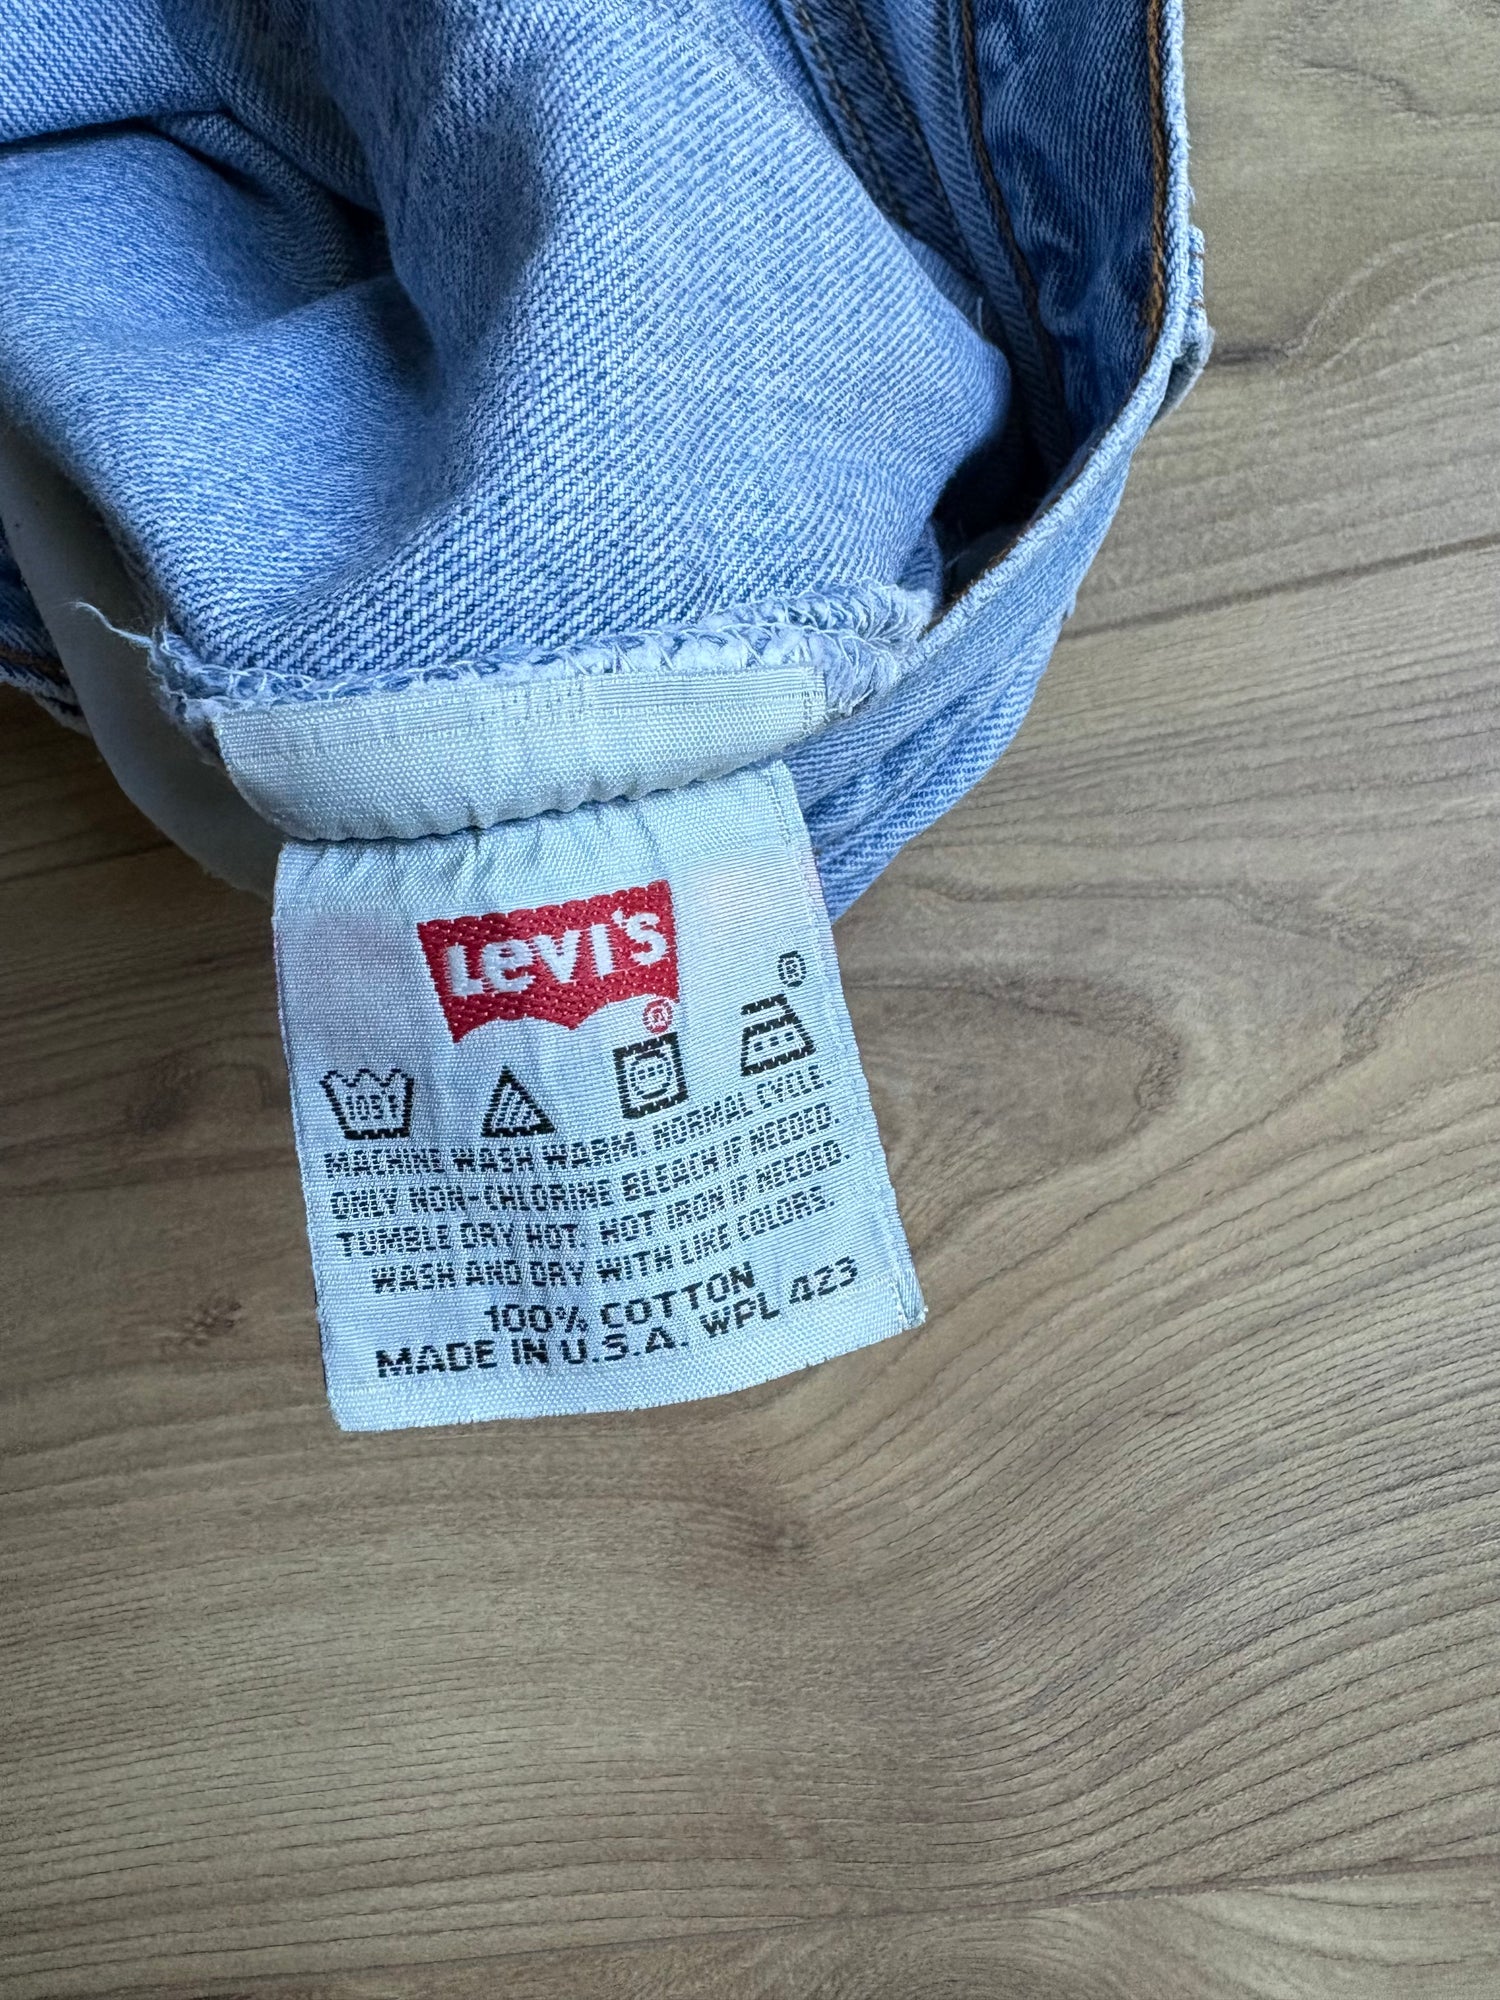 Levi's
®
®
105F
MACHINE WASH WARM, NORMAL CYCLE.
ONLY NON-CHLORINE BLEACH IF NEEDED.
TUMBLE DRY HOT. HOT IRON IF NEEDED.
WASH AND DRY WITH LIKE COLORS.
100% COTTON
MADE IN U.S.A. WPL 423